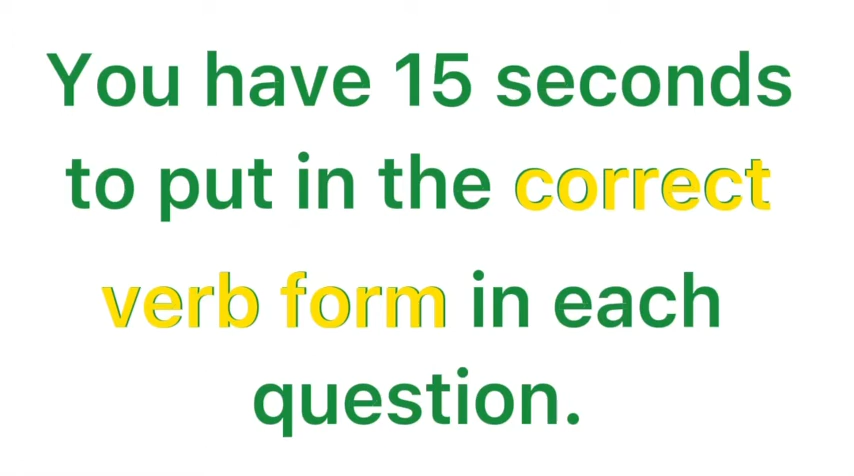 You have 15 seconds
to put in the correct
verb form in each
question.